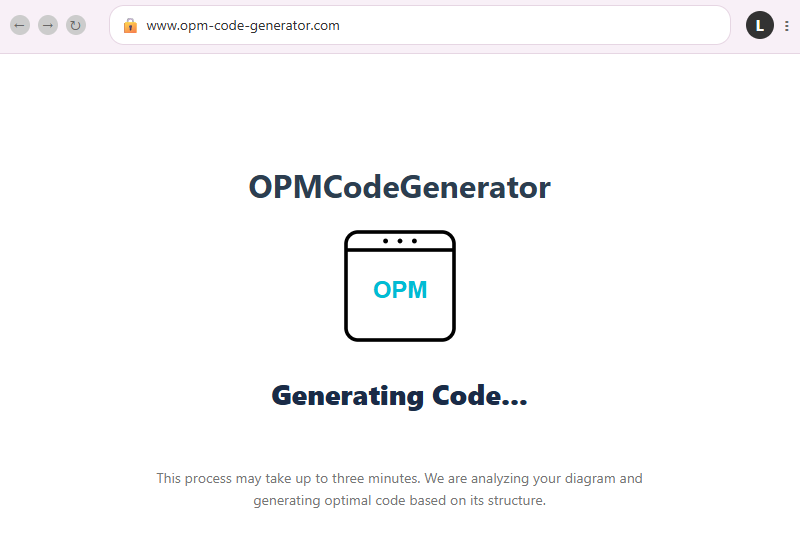 www.opm-code-generator.com
L
OPMCodeGenerator
OPM
Generating Code...
This process may take up to three minutes. We are analyzing your diagram and
generating optimal code based on its structure.